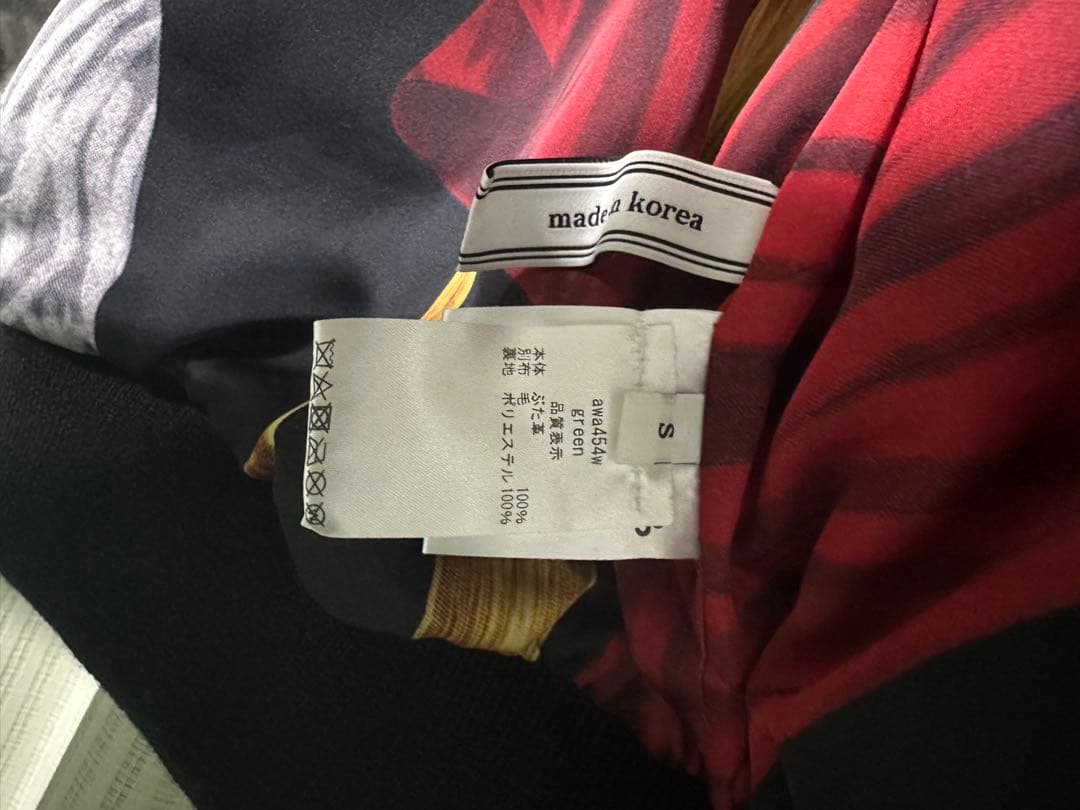 made in korea
S
awa454w
green
品質表示
本体 ぶた革
別布 毛 100%
裏地 ポリエステル 100%